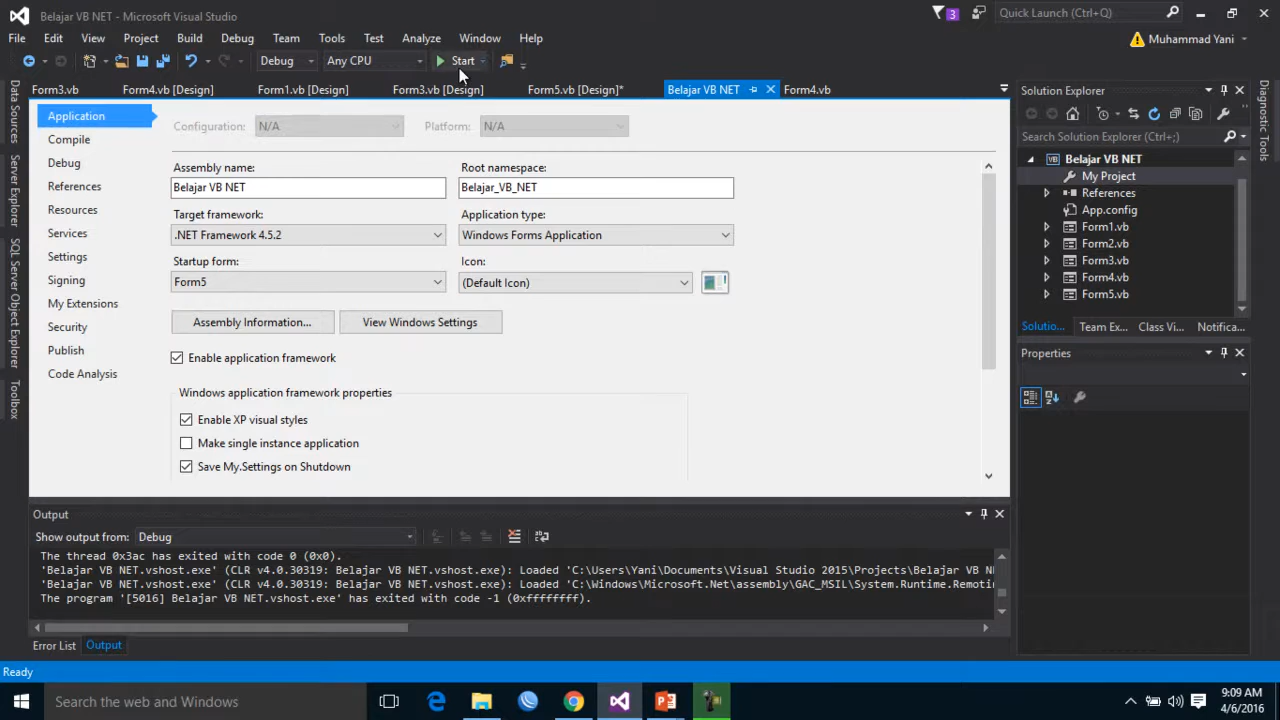 Belajar VB NET - Microsoft Visual Studio
3
Quick Launch (Ctrl+Q)
File Edit View Project Build Debug Team Tools Test Analyze Window Help
Muhammad Yani
Debug Any CPU Start
Form3.vb Form4.vb [Design] Form1.vb [Design] Form3.vb [Design] Form5.vb [Design]* Belajar VB NET Form4.vb
Data Sources
Server Explorer
SQL Server Object Explorer
Toolbox
Application
Compile
Debug
References
Resources
Services
Settings
Signing
My Extensions
Security
Publish
Code Analysis
Configuration: N/A Platform: N/A
Assembly name: Root namespace:
Belajar VB NET Belajar_VB_NET
Target framework: Application type:
.NET Framework 4.5.2 Windows Forms Application
Startup form: Icon:
Form5 (Default Icon)
Assembly Information... View Windows Settings
Enable application framework
Windows application framework properties
Enable XP visual styles
Make single instance application
Save My.Settings on Shutdown
Solution Explorer
Search Solution Explorer (Ctrl+;)
VB Belajar VB NET
My Project
References
App.config
Form1.vb
Form2.vb
Form3.vb
Form4.vb
Form5.vb
Solutio... Team Ex... Class Vi... Notifica...
Properties
Diagnostic Tools
Output
Show output from: Debug
The thread 0x3ac has exited with code 0 (0x0).
'Belajar VB NET.vshost.exe' (CLR v4.0.30319: Belajar VB NET.vshost.exe): Loaded 'C:\Users\Yani\Documents\Visual Studio 2015\Projects\Belajar VB N
'Belajar VB NET.vshost.exe' (CLR v4.0.30319: Belajar VB NET.vshost.exe): Loaded 'C:\Windows\Microsoft.Net\assembly\GAC_MSIL\System.Runtime.Remotin
The program '[5016] Belajar VB NET.vshost.exe' has exited with code -1 (0xffffffff).
Error List Output
Ready
Search the web and Windows
9:09 AM
4/6/2016